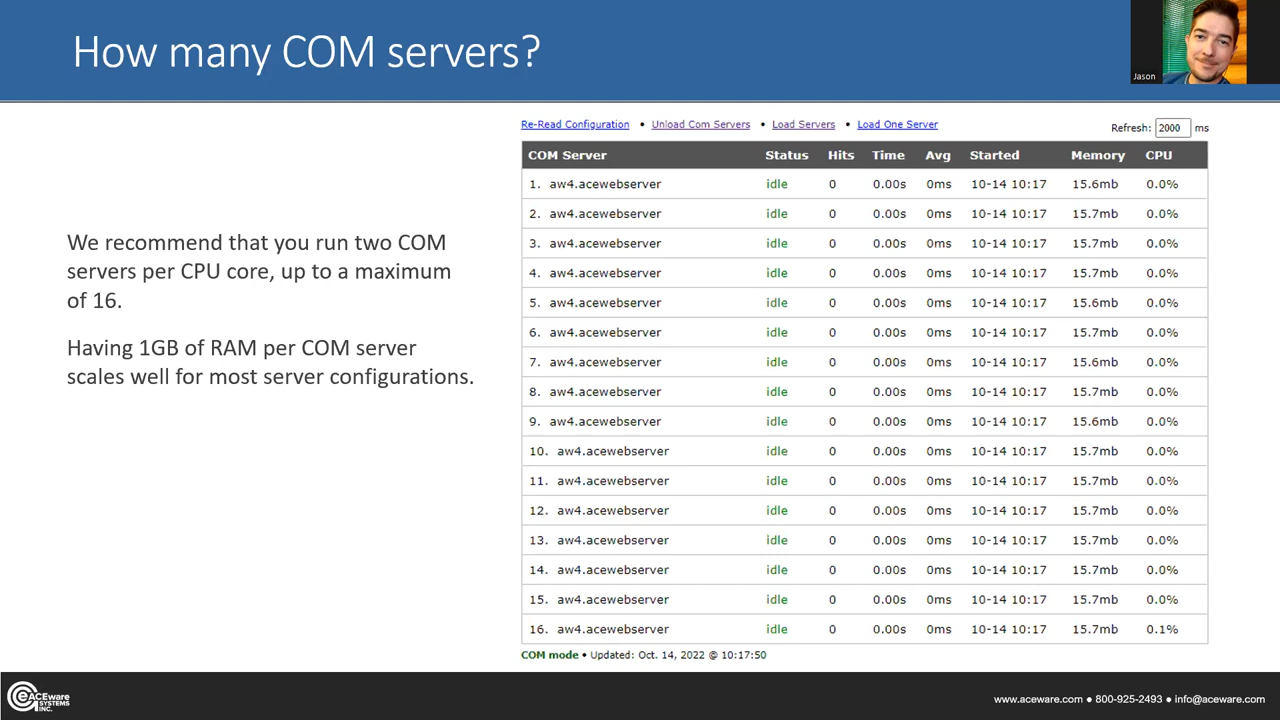 How many COM servers?
Jason
We recommend that you run two COM
servers per CPU core, up to a maximum
of 16.
Having 1GB of RAM per COM server
scales well for most server configurations.
Re-Read Configuration • Unload Com Servers • Load Servers • Load One Server
Refresh: 2000 ms
COM Server Status Hits Time Avg Started Memory CPU
1. aw4.acewebserver idle 0 0.00s 0ms 10-14 10:17 15.6mb 0.0%
2. aw4.acewebserver idle 0 0.00s 0ms 10-14 10:17 15.7mb 0.0%
3. aw4.acewebserver idle 0 0.00s 0ms 10-14 10:17 15.7mb 0.0%
4. aw4.acewebserver idle 0 0.00s 0ms 10-14 10:17 15.7mb 0.0%
5. aw4.acewebserver idle 0 0.00s 0ms 10-14 10:17 15.6mb 0.0%
6. aw4.acewebserver idle 0 0.00s 0ms 10-14 10:17 15.7mb 0.0%
7. aw4.acewebserver idle 0 0.00s 0ms 10-14 10:17 15.6mb 0.0%
8. aw4.acewebserver idle 0 0.00s 0ms 10-14 10:17 15.7mb 0.0%
9. aw4.acewebserver idle 0 0.00s 0ms 10-14 10:17 15.6mb 0.0%
10. aw4.acewebserver idle 0 0.00s 0ms 10-14 10:17 15.7mb 0.0%
11. aw4.acewebserver idle 0 0.00s 0ms 10-14 10:17 15.7mb 0.0%
12. aw4.acewebserver idle 0 0.00s 0ms 10-14 10:17 15.7mb 0.0%
13. aw4.acewebserver idle 0 0.00s 0ms 10-14 10:17 15.7mb 0.0%
14. aw4.acewebserver idle 0 0.00s 0ms 10-14 10:17 15.7mb 0.0%
15. aw4.acewebserver idle 0 0.00s 0ms 10-14 10:17 15.7mb 0.0%
16. aw4.acewebserver idle 0 0.00s 0ms 10-14 10:17 15.7mb 0.1%
COM mode • Updated: Oct. 14, 2022 @ 10:17:50
ACEware
SYSTEMS
INC.
www.aceware.com ● 800-925-2493 ● info@aceware.com